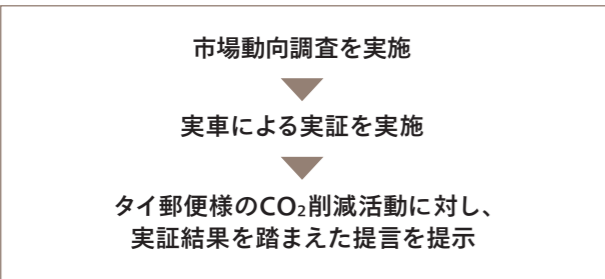 市場動向調査を実施
実車による実証を実施
タイ郵便様のCO₂削減活動に対し、
実証結果を踏まえた提言を提示